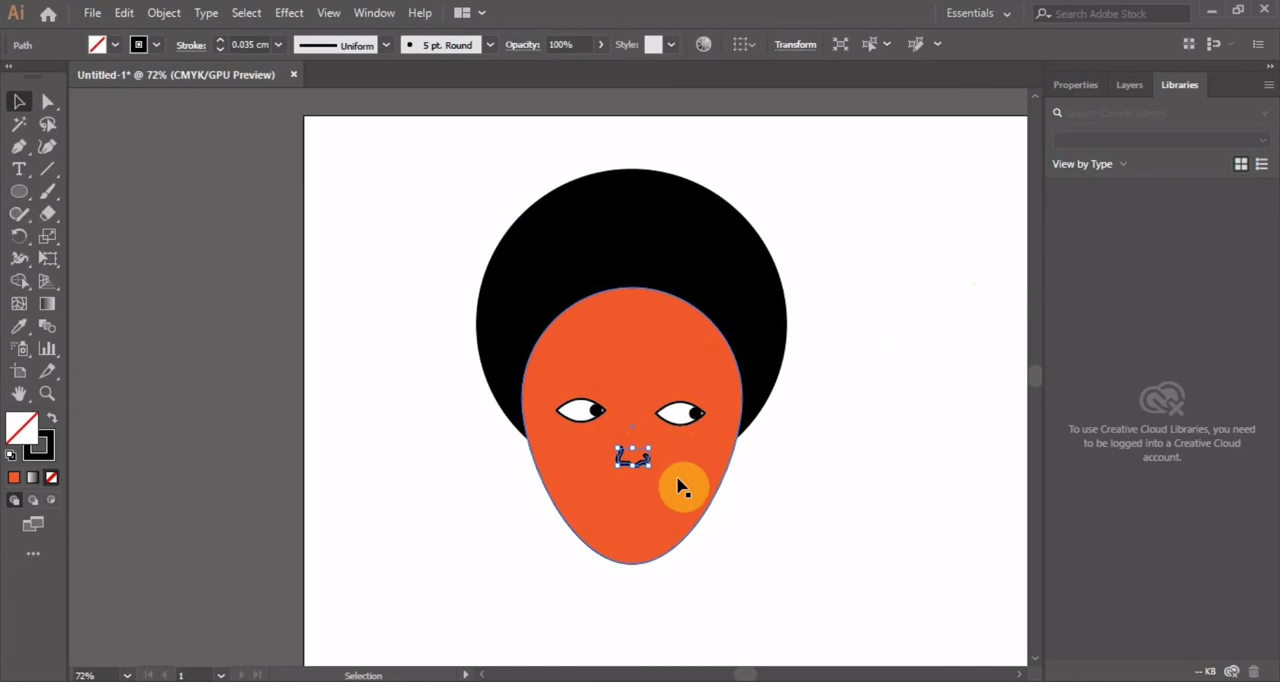 Ai File Edit Object Type Select Effect View Window Help Essentials Search Adobe Stock
Path Stroke: 0.035 cm Uniform 5 pt. Round Opacity: 100% Style: Transform
Untitled-1* @ 72% (CMYK/GPU Preview)
Properties Layers Libraries
Search Current Library
View by Type
To use Creative Cloud Libraries, you need
to be logged into a Creative Cloud
account.
72% 1 Selection -- KB